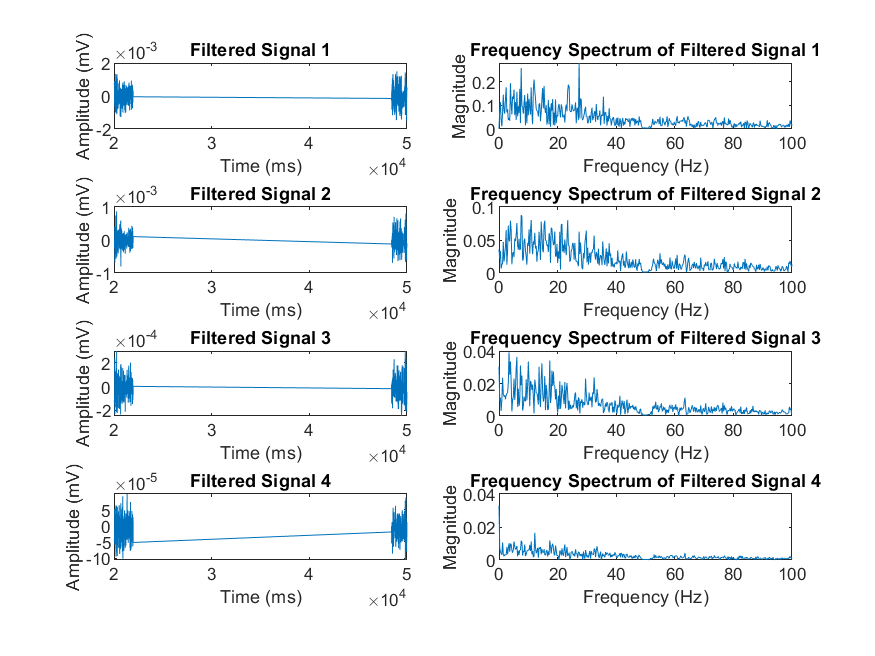 Filtered Signal 1
×10-3
Amplitude (mV)
2
0
-2
2 3 4 5
Time (ms)
×104
Frequency Spectrum of Filtered Signal 1
Magnitude
0.2
0.1
0
0 20 40 60 80 100
Frequency (Hz)
Filtered Signal 2
×10-3
Amplitude (mV)
1
0
-1
2 3 4 5
Time (ms)
×104
Frequency Spectrum of Filtered Signal 2
Magnitude
0.1
0.05
0
0 20 40 60 80 100
Frequency (Hz)
Filtered Signal 3
×10-4
Amplitude (mV)
2
0
-2
2 3 4 5
Time (ms)
×104
Frequency Spectrum of Filtered Signal 3
Magnitude
0.04
0.02
0
0 20 40 60 80 100
Frequency (Hz)
Filtered Signal 4
×10-5
Amplitude (mV)
5
0
-5
-10
2 3 4 5
Time (ms)
×104
Frequency Spectrum of Filtered Signal 4
Magnitude
0.04
0.02
0
0 20 40 60 80 100
Frequency (Hz)